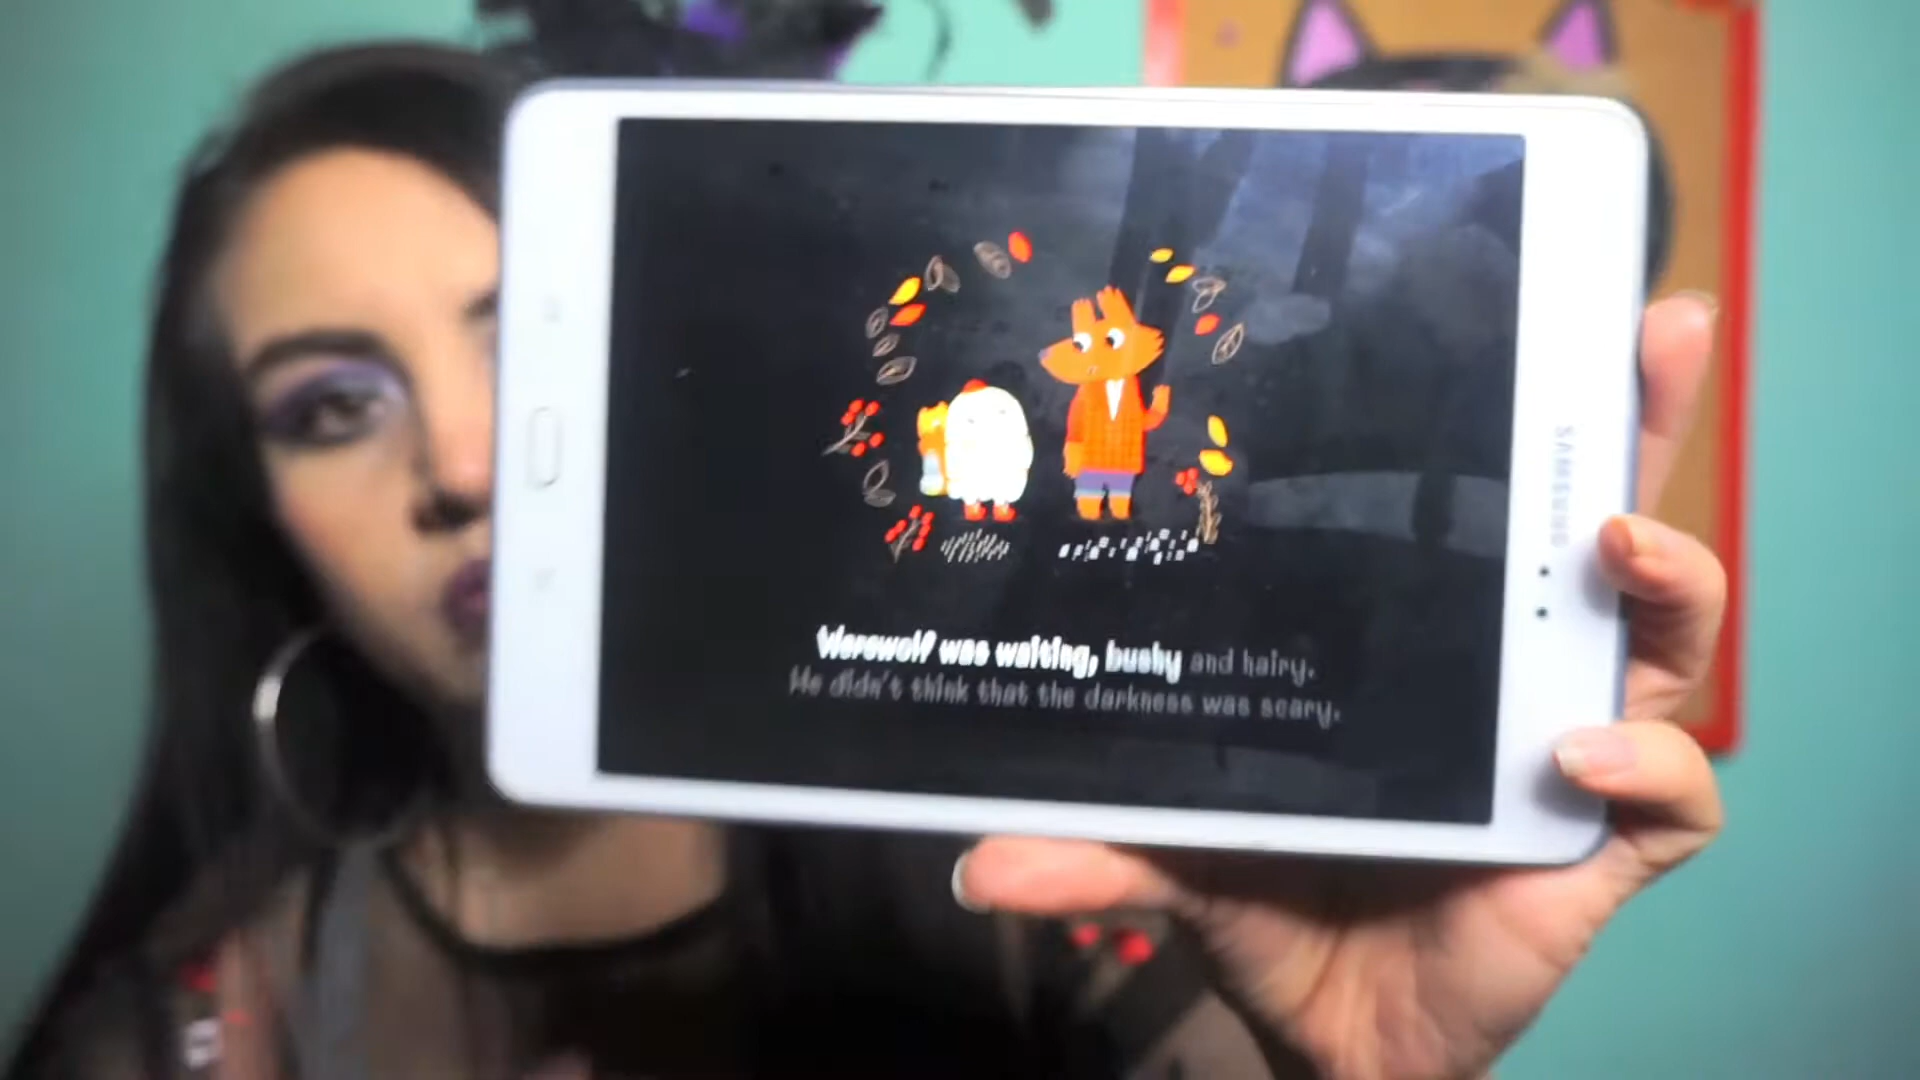 SAMSUNG
Werewolf was waiting, bushy and hairy.
He didn't think that the darkness was scary.